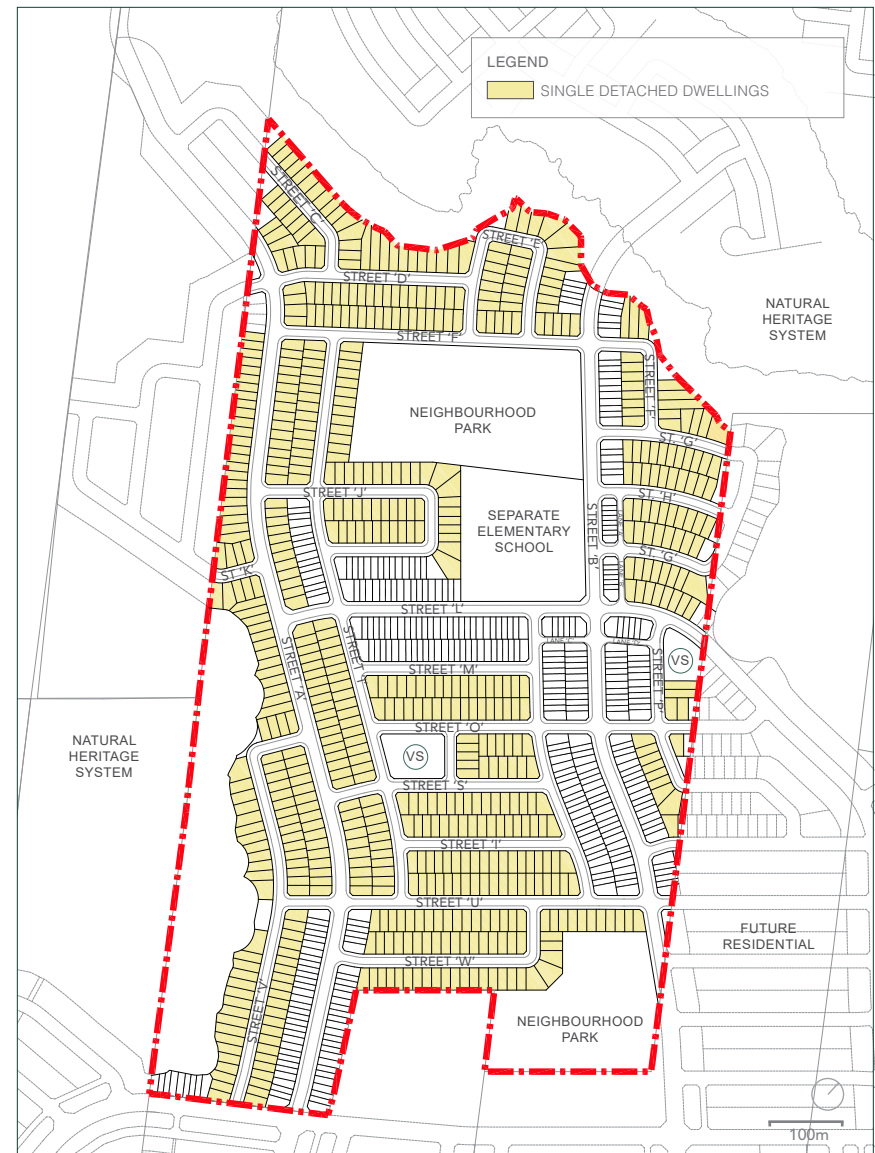 LEGEND
SINGLE DETACHED DWELLINGS
STREET 'C'
STREET 'E'
STREET 'D'
NATURAL
HERITAGE
SYSTEM
STREET 'F'
STREET 'F'
NEIGHBOURHOOD
PARK
ST. 'G'
STREET 'J'
ST. 'H'
SEPARATE
ELEMENTARY
SCHOOL
STREET 'B'
ST. 'G'
ST. 'K'
STREET 'L'
STREET 'I'
STREET 'A'
LANE 'C'
VS
STREET 'M'
STREET 'P'
STREET 'O'
NATURAL
HERITAGE
SYSTEM
VS
STREET 'S'
STREET 'U'
FUTURE
RESIDENTIAL
STREET 'W'
STREET 'V'
NEIGHBOURHOOD
PARK
100m